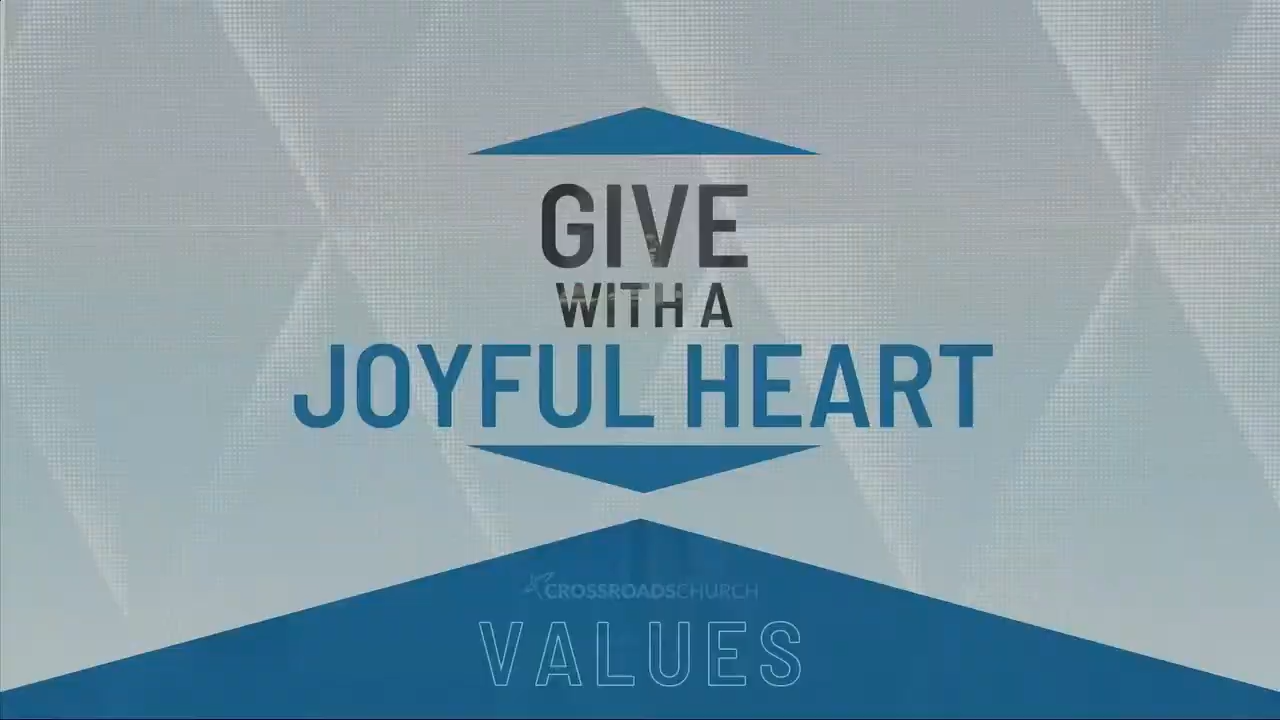 GIVE
WITH A
JOYFUL HEART
CROSSROADSCHURCH
VALUES